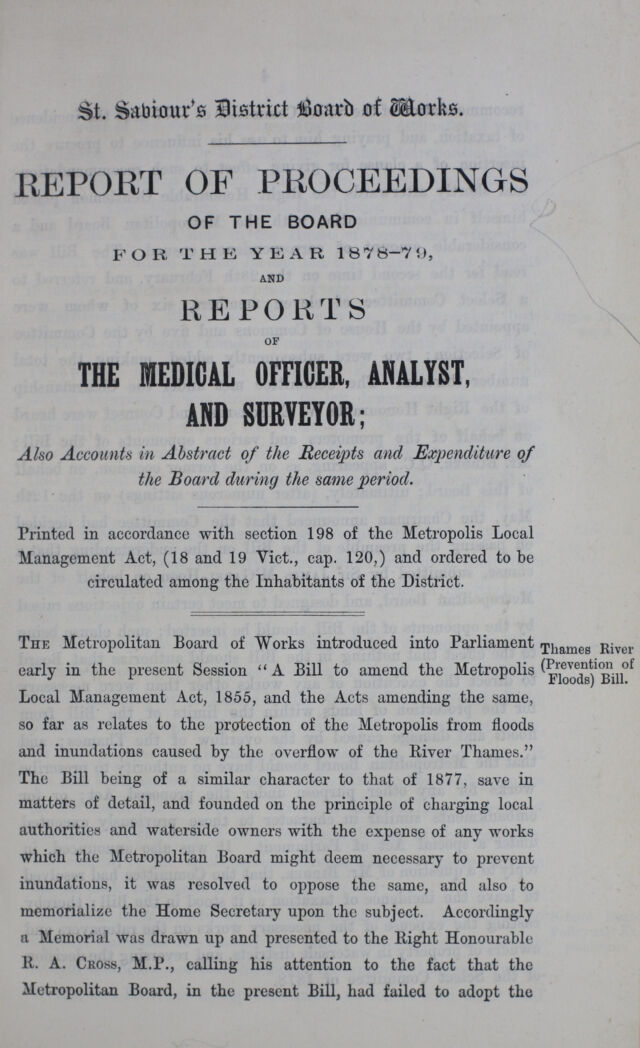 St. Saviour's District Board of Works.
REPORT OF PROCEEDINGS
OF THE BOARD
FOR THE YEAR 1878–79,
AND
REPORTS
OF
THE MEDICAL OFFICER, ANALYST,
AND SURVEYOR;
Also Accounts in Abstract of the Receipts and Expenditure of
the Board during the same period.
Printed in accordance with section 198 of the Metropolis Local
Management Act, (18 and 19 Vict., cap. 120,) and ordered to be
circulated among the Inhabitants of the District.
THE Metropolitan Board of Works introduced into Parliament
early in the present Session "A Bill to amend the Metropolis
Local Management Act, 1855, and the Acts amending the same,
so far as relates to the protection of the Metropolis from floods
and inundations caused by the overflow of the River Thames."
The Bill being of a similar character to that of 1877, save in
matters of detail, and founded on the principle of charging local
authorities and waterside owners with the expense of any works
which the Metropolitan Board might deem necessary to prevent
inundations, it was resolved to oppose the same, and also to
memorialize the Home Secretary upon the subject. Accordingly
a Memorial was drawn up and presented to the Right Honourable
R. A. CROSS, M.P., calling his attention to the fact that the
Metropolitan Board, in the present Bill, had failed to adopt the
Thames River
(Prevention of
Floods) Bill.